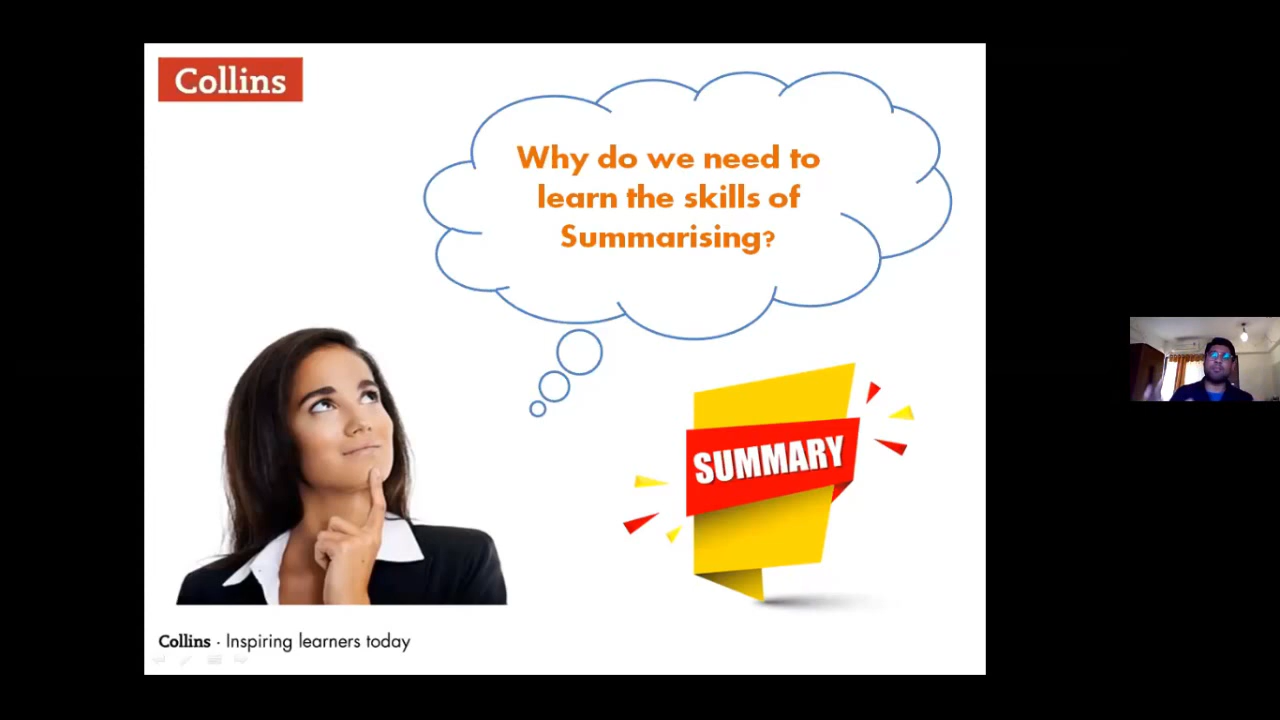 Collins
Why do we need to
learn the skills of
Summarising?
SUMMARY
Collins · Inspiring learners today